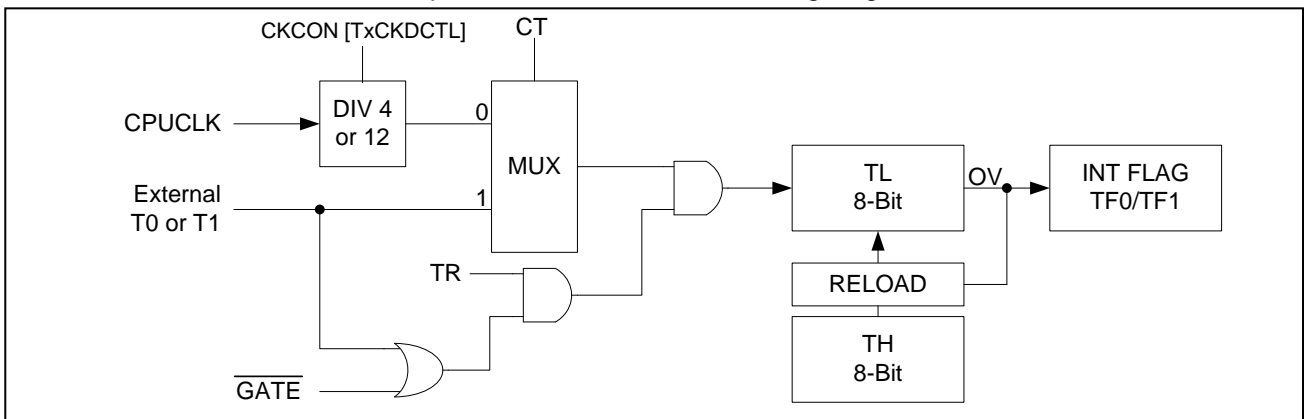 CKCON [TxCKDCTL]
CT
CPUCLK
DIV 4
or 12
0
MUX
External
T0 or T1
1
TL
8-Bit
OV
INT FLAG
TF0/TF1
TR
RELOAD
TH
8-Bit
GATE